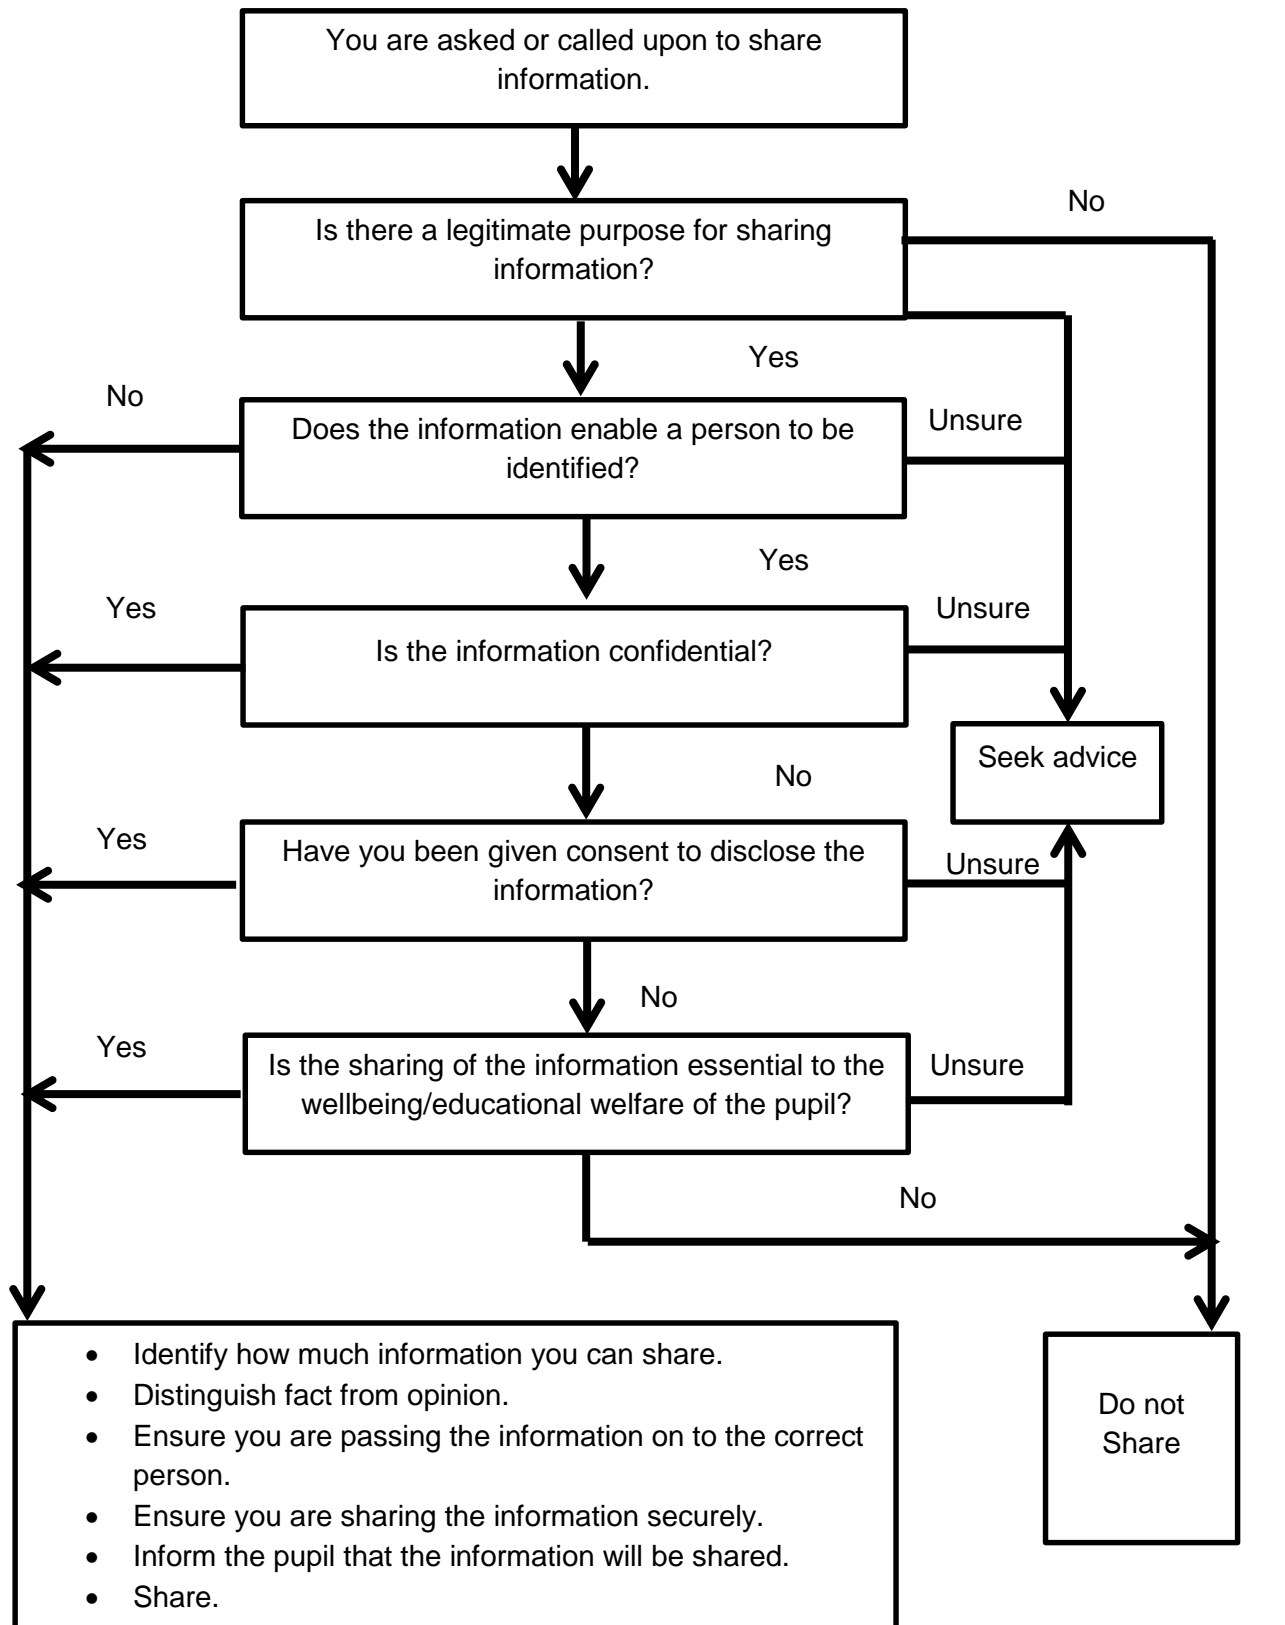 You are asked or called upon to share
information.
No
Is there a legitimate purpose for sharing
information?
Yes
No
Does the information enable a person to be
identified?
Unsure
Yes
Yes
Is the information confidential?
Unsure
No
Seek advice
Yes
Have you been given consent to disclose the
information?
Unsure
No
Yes
Is the sharing of the information essential to the
wellbeing/educational welfare of the pupil?
Unsure
No
• Identify how much information you can share.
• Distinguish fact from opinion.
• Ensure you are passing the information on to the correct
person.
• Ensure you are sharing the information securely.
• Inform the pupil that the information will be shared.
• Share.
Do not
Share